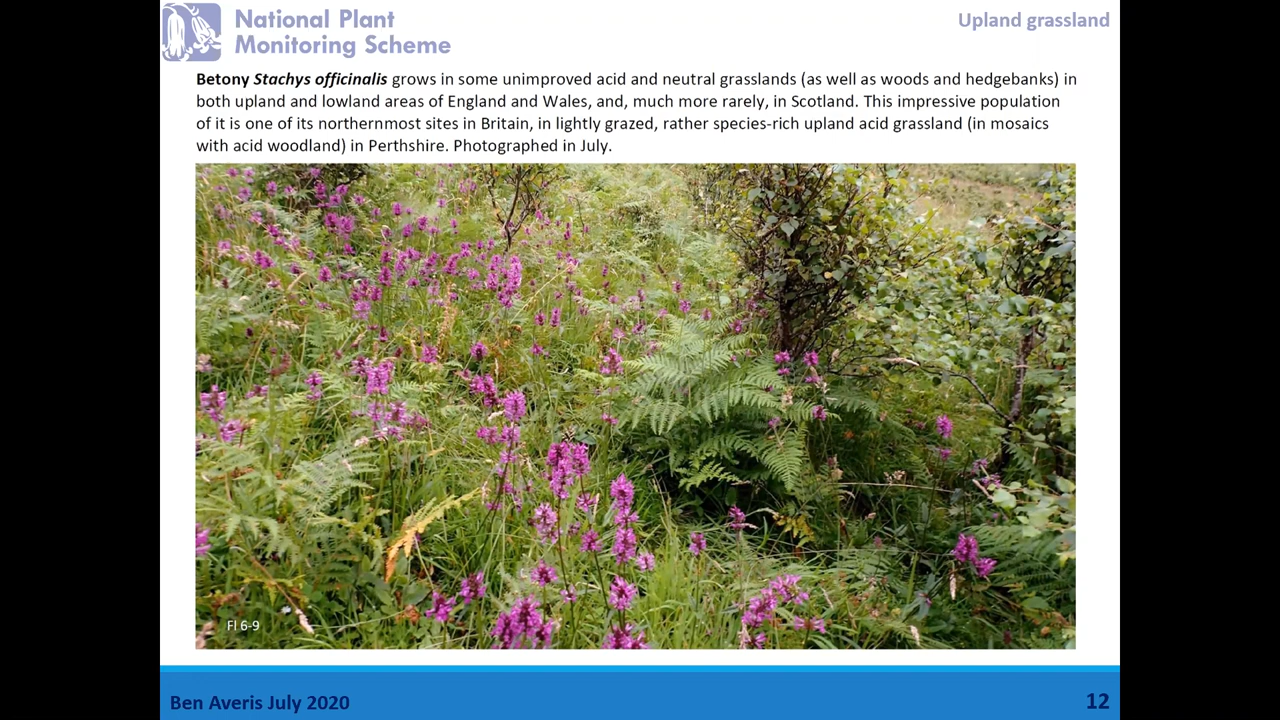 National Plant
Monitoring Scheme
Upland grassland
Betony Stachys officinalis grows in some unimproved acid and neutral grasslands (as well as woods and hedgebanks) in
both upland and lowland areas of England and Wales, and, much more rarely, in Scotland. This impressive population
of it is one of its northernmost sites in Britain, in lightly grazed, rather species-rich upland acid grassland (in mosaics
with acid woodland) in Perthshire. Photographed in July.
Fl 6-9
Ben Averis July 2020
12